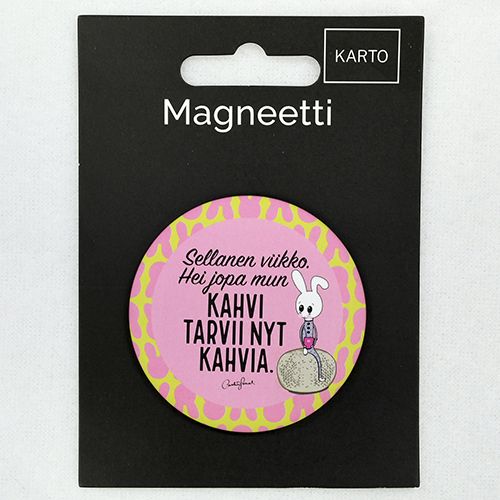 KARTO
Magneetti
Sellanen viikko.
Hei jopa mun
KAHVI
TARVII NYT
KAHVIA.